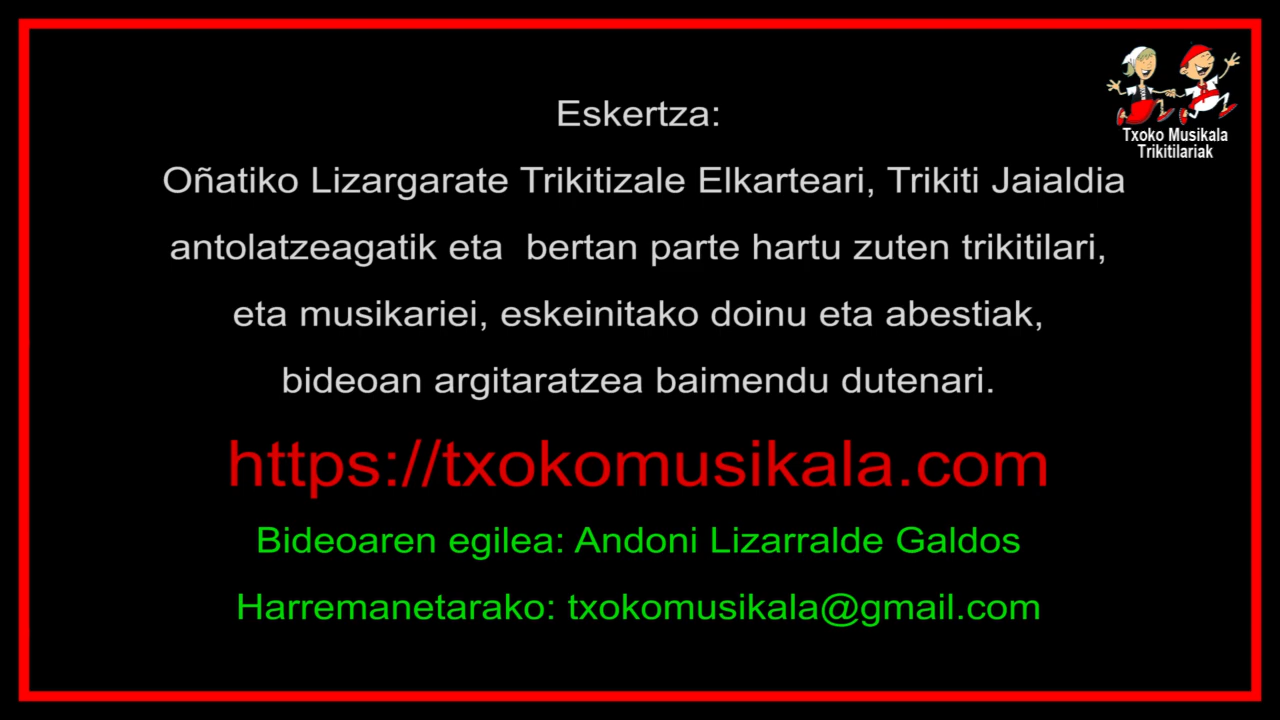 Txoko Musikala
Trikitilariak
Eskertza:
Oñatiko Lizargarate Trikitizale Elkarteari, Trikiti Jaialdia
antolatzeagatik eta  bertan parte hartu zuten trikitilari,
eta musikariei, eskeinitako doinu eta abestiak,
bideoan argitaratzea baimendu dutenari.
https://txokomusikala.com
Bideoaren egilea: Andoni Lizarralde Galdos
Harremanetarako: txokomusikala@gmail.com